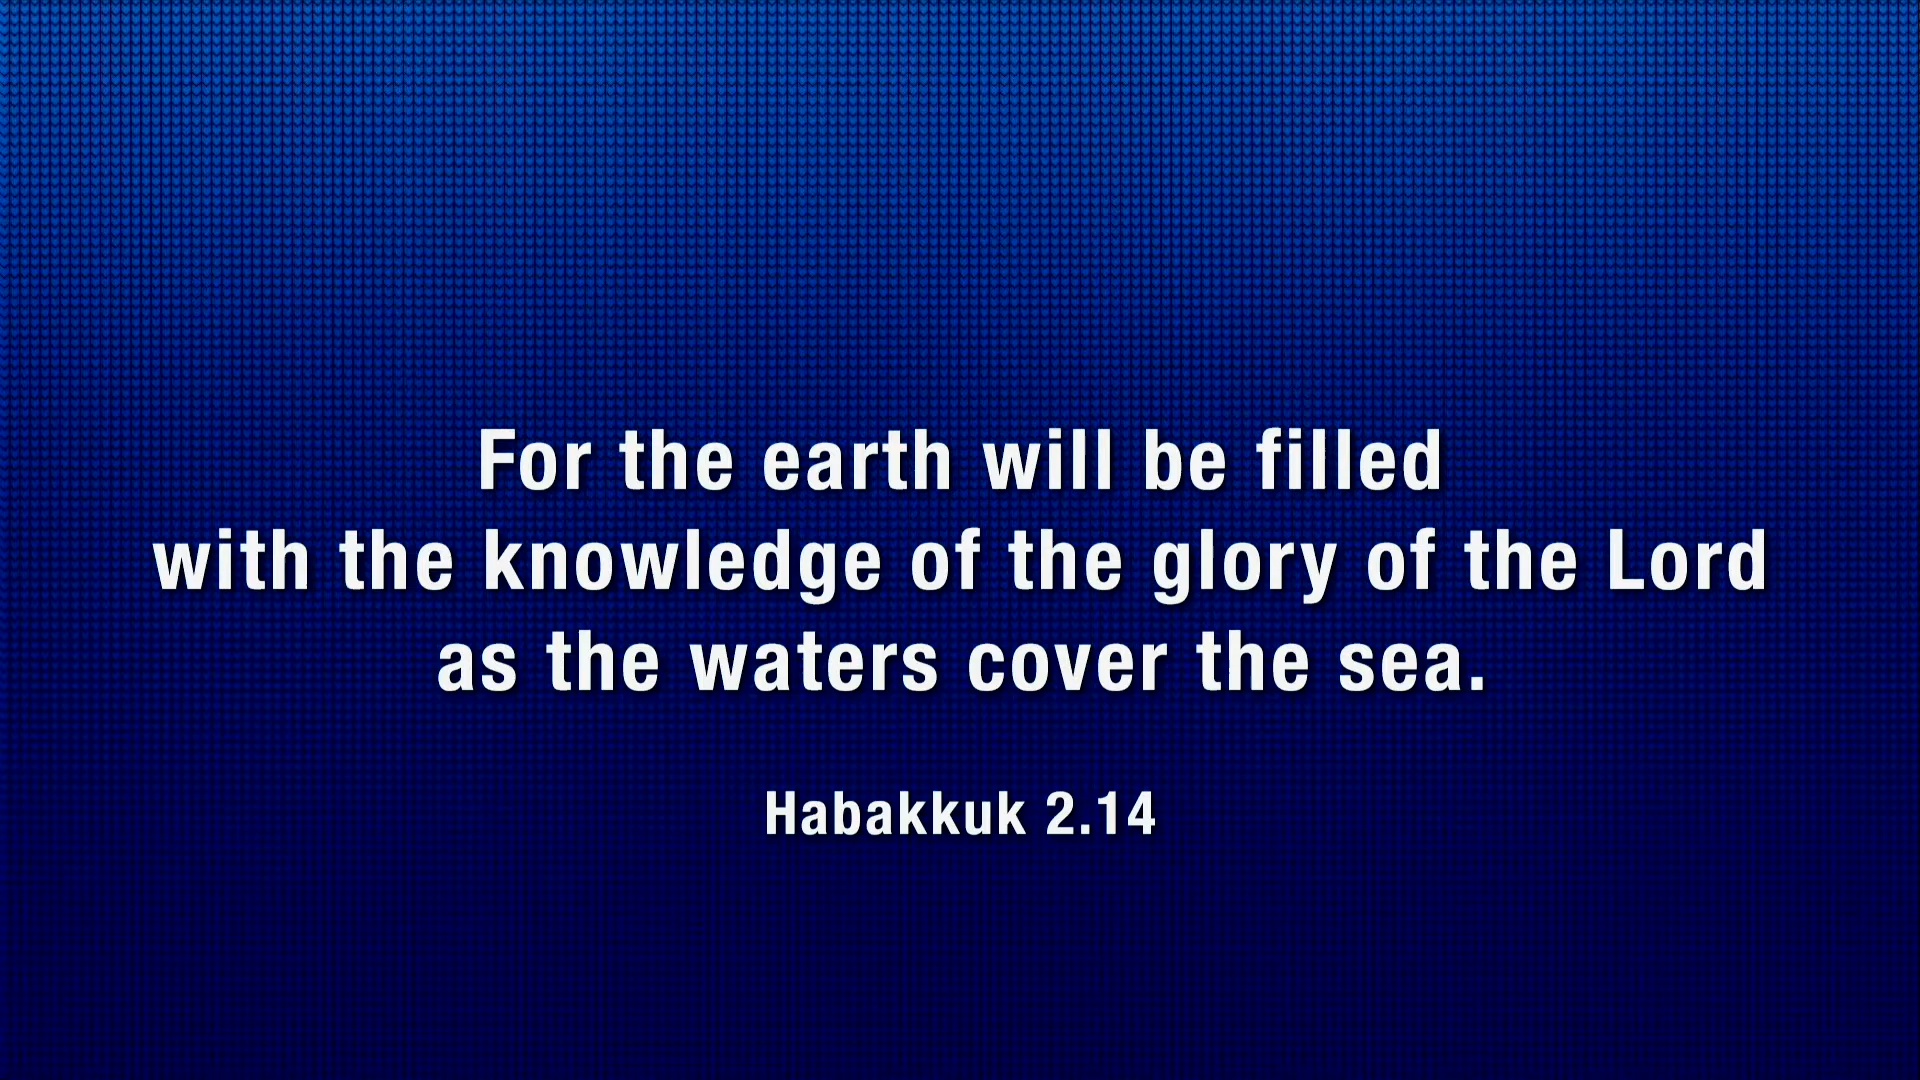 For the earth will be filled
with the knowledge of the glory of the Lord
as the waters cover the sea.
Habakkuk 2.14